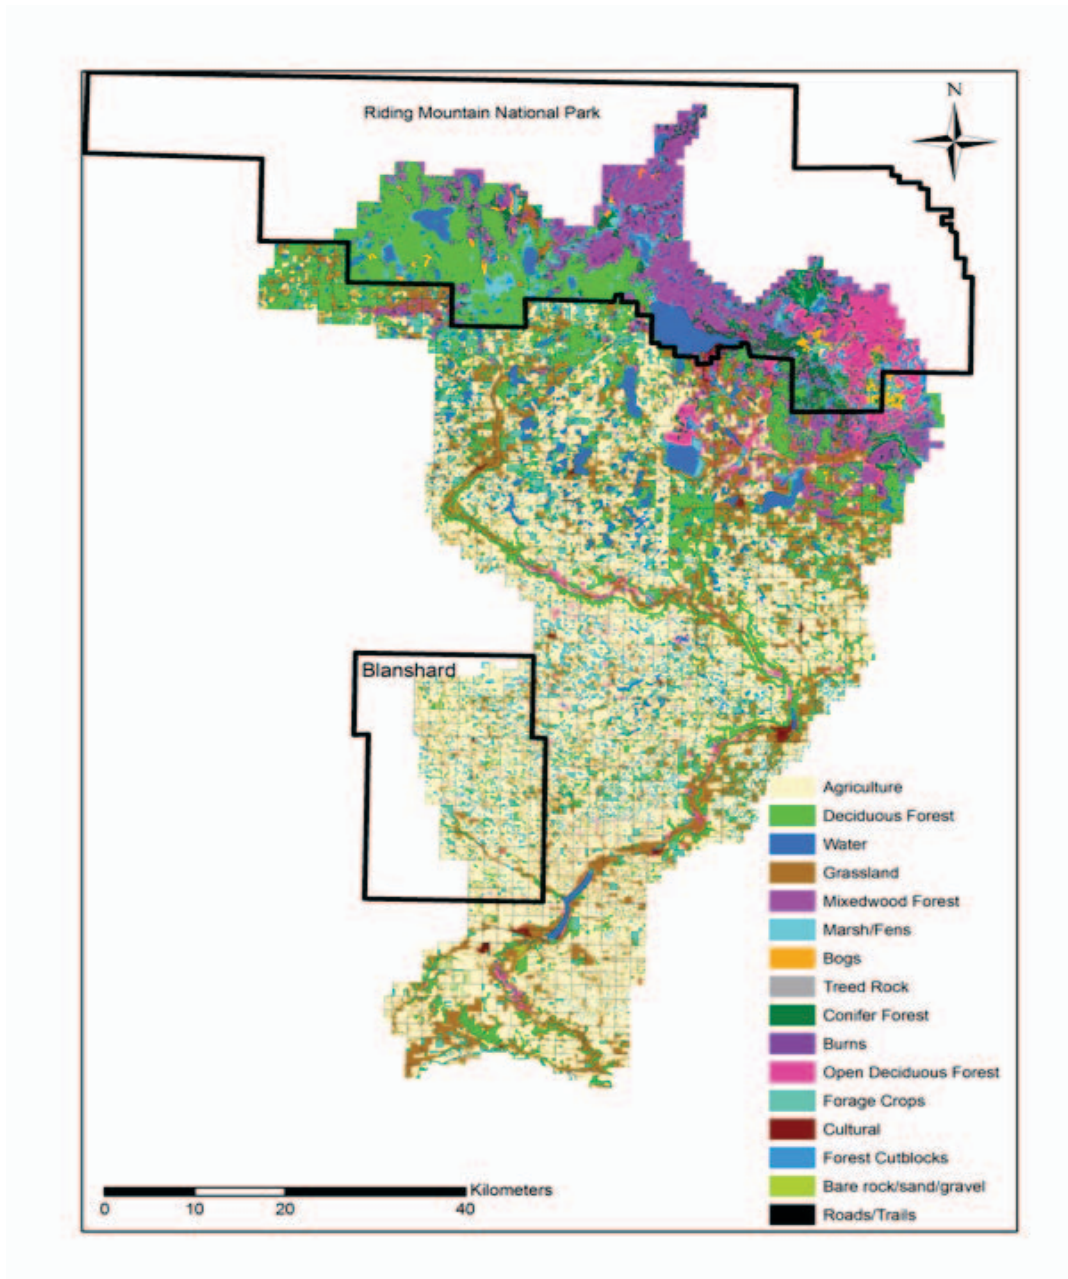 N
Riding Mountain National Park
Blanshard
Agriculture
Deciduous Forest
Water
Grassland
Mixedwood Forest
Marsh/Fens
Bogs
Treed Rock
Conifer Forest
Burns
Open Deciduous Forest
Forage Crops
Cultural
Forest Cutblocks
Bare rock/sand/gravel
Roads/Trails
Kilometers
0 10 20 40